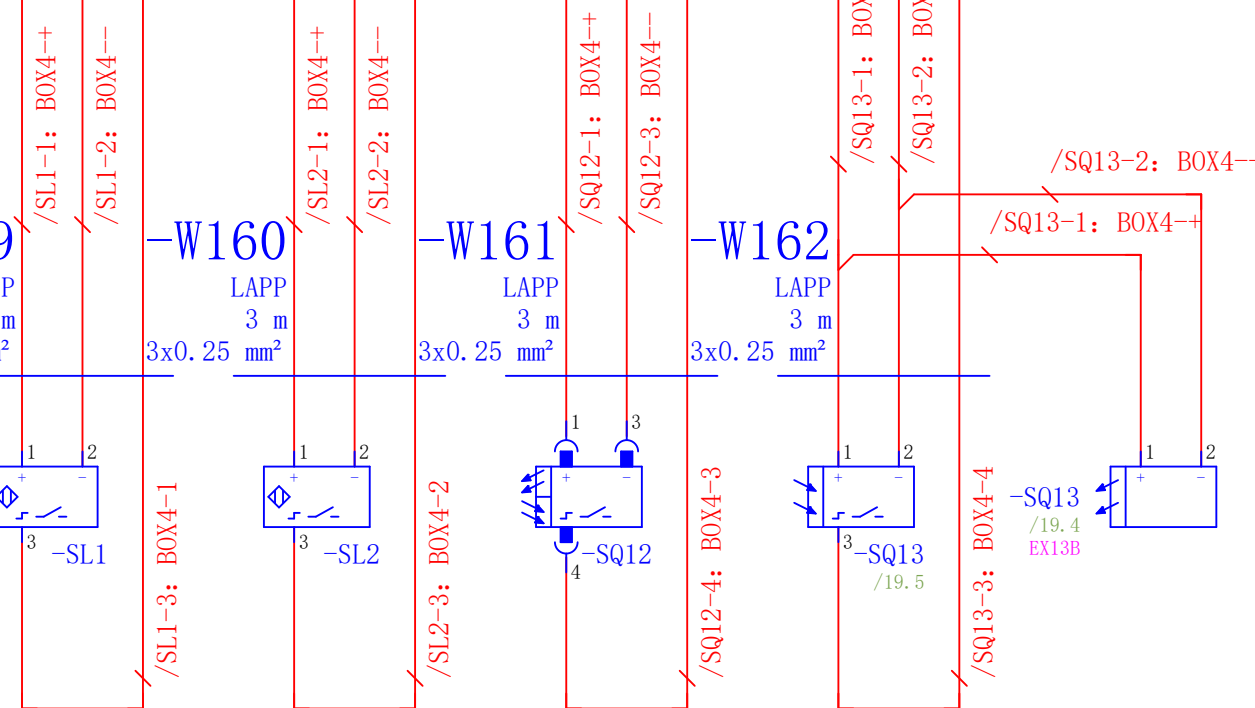 /SL1-1: BOX4-+
/SL1-2: BOX4--
/SL2-1: BOX4-+
/SL2-2: BOX4--
/SQ12-1: BOX4-+
/SQ12-3: BOX4--
/SQ13-1: BOX
/SQ13-2: BOX
/SQ13-2: BOX4--
/SQ13-1: BOX4-+
9
P
m
²
-W160
LAPP
3 m
3x0.25 mm²
-W161
LAPP
3 m
3x0.25 mm²
-W162
LAPP
3 m
3x0.25 mm²
1
2
+
-
3
-SL1
/SL1-3: BOX4-1
1
2
+
-
3
-SL2
/SL2-3: BOX4-2
1
3
+
-
4
-SQ12
/SQ12-4: BOX4-3
1
2
+
-
3
-SQ13
/19.5
/SQ13-3: BOX4-4
-SQ13
/19.4
EX13B
1
2
+
-